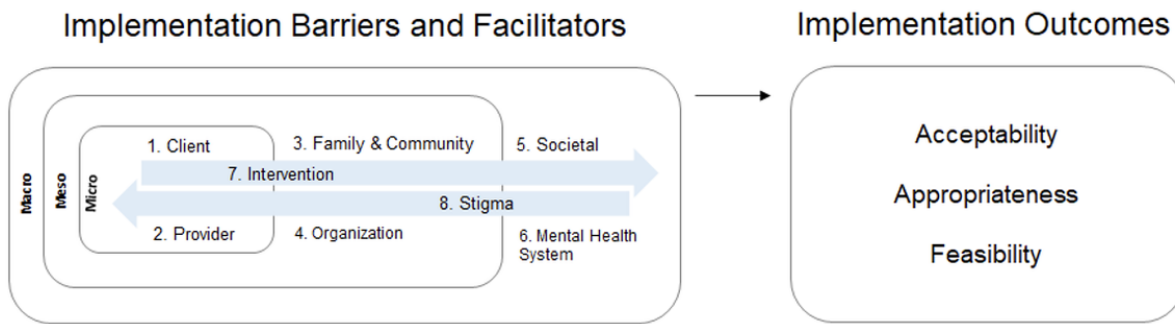 Implementation Barriers and Facilitators
Implementation Outcomes
Macro
Meso
Micro
1. Client
3. Family & Community
5. Societal
7. Intervention
8. Stigma
2. Provider
4. Organization
6. Mental Health
System
Acceptability
Appropriateness
Feasibility